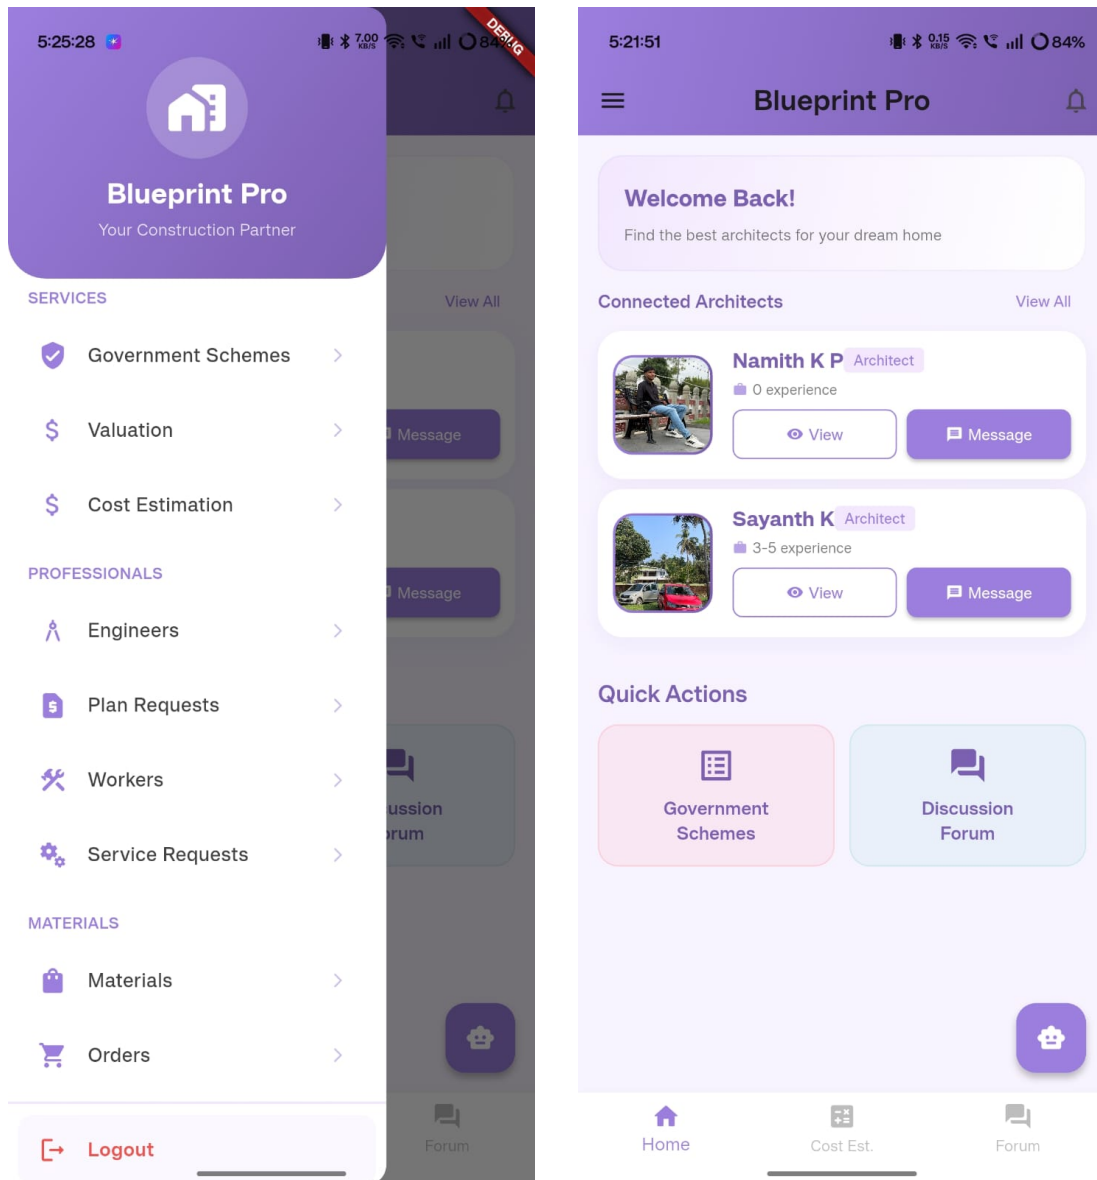 5:25:28
7.00
KB/S
84%
DEBUG
Blueprint Pro
Your Construction Partner
SERVICES
Government Schemes
Valuation
Cost Estimation
PROFESSIONALS
Engineers
Plan Requests
Workers
Service Requests
MATERIALS
Materials
Orders
Logout
View All
Message
Message
ussion
orum
Forum
5:21:51
0.15
KB/S
84%
Blueprint Pro
Welcome Back!
Find the best architects for your dream home
Connected Architects
View All
Namith K P
Architect
0 experience
View
Message
Sayanth K
Architect
3-5 experience
View
Message
Quick Actions
Government
Schemes
Discussion
Forum
Home
Cost Est.
Forum